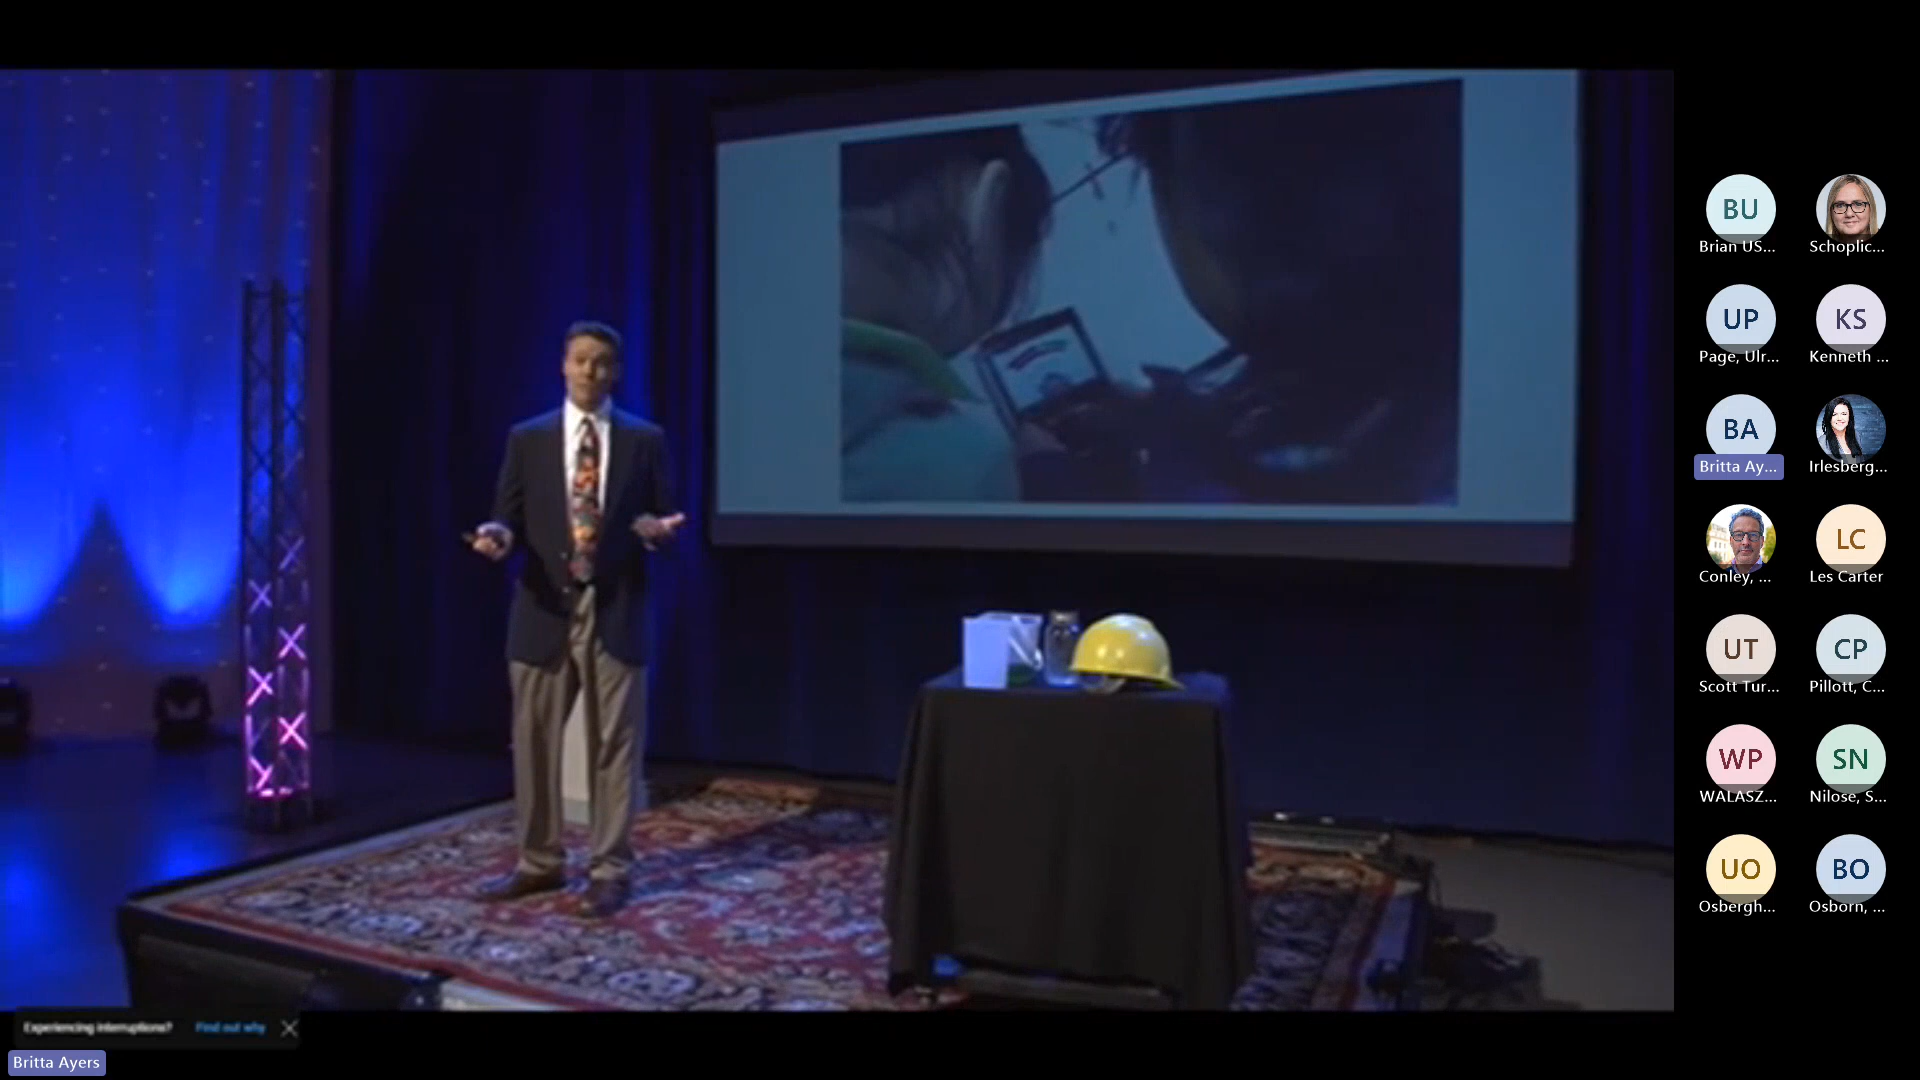 BU
Brian US...
Schoplic...
UP
Page, Ulr...
KS
Kenneth ...
BA
Britta Ay...
Irlesberg...
Conley, ...
LC
Les Carter
UT
Scott Tur...
CP
Pillott, C...
WP
WALASZ...
SN
Nilose, S...
UO
Osbergh...
BO
Osborn, ...
Experiencing interruptions? Find out why
Britta Ayers